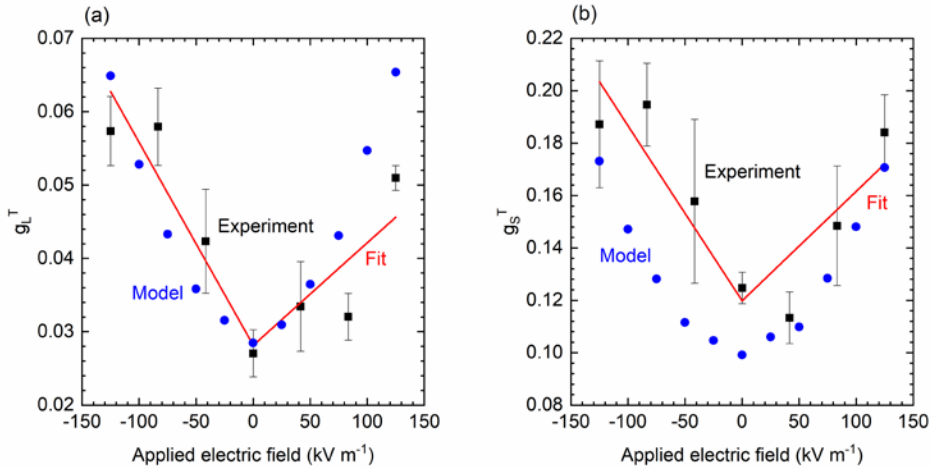 (a)
0.07
0.06
0.05
0.04
0.03
0.02
g_L^T
Experiment
Model
Fit
-150 -100 -50 0 50 100 150
Applied electric field (kV m⁻¹)
(b)
0.22
0.20
0.18
0.16
0.14
0.12
0.10
0.08
g_S^T
Experiment
Fit
Model
-150 -100 -50 0 50 100 150
Applied electric field (kV m⁻¹)